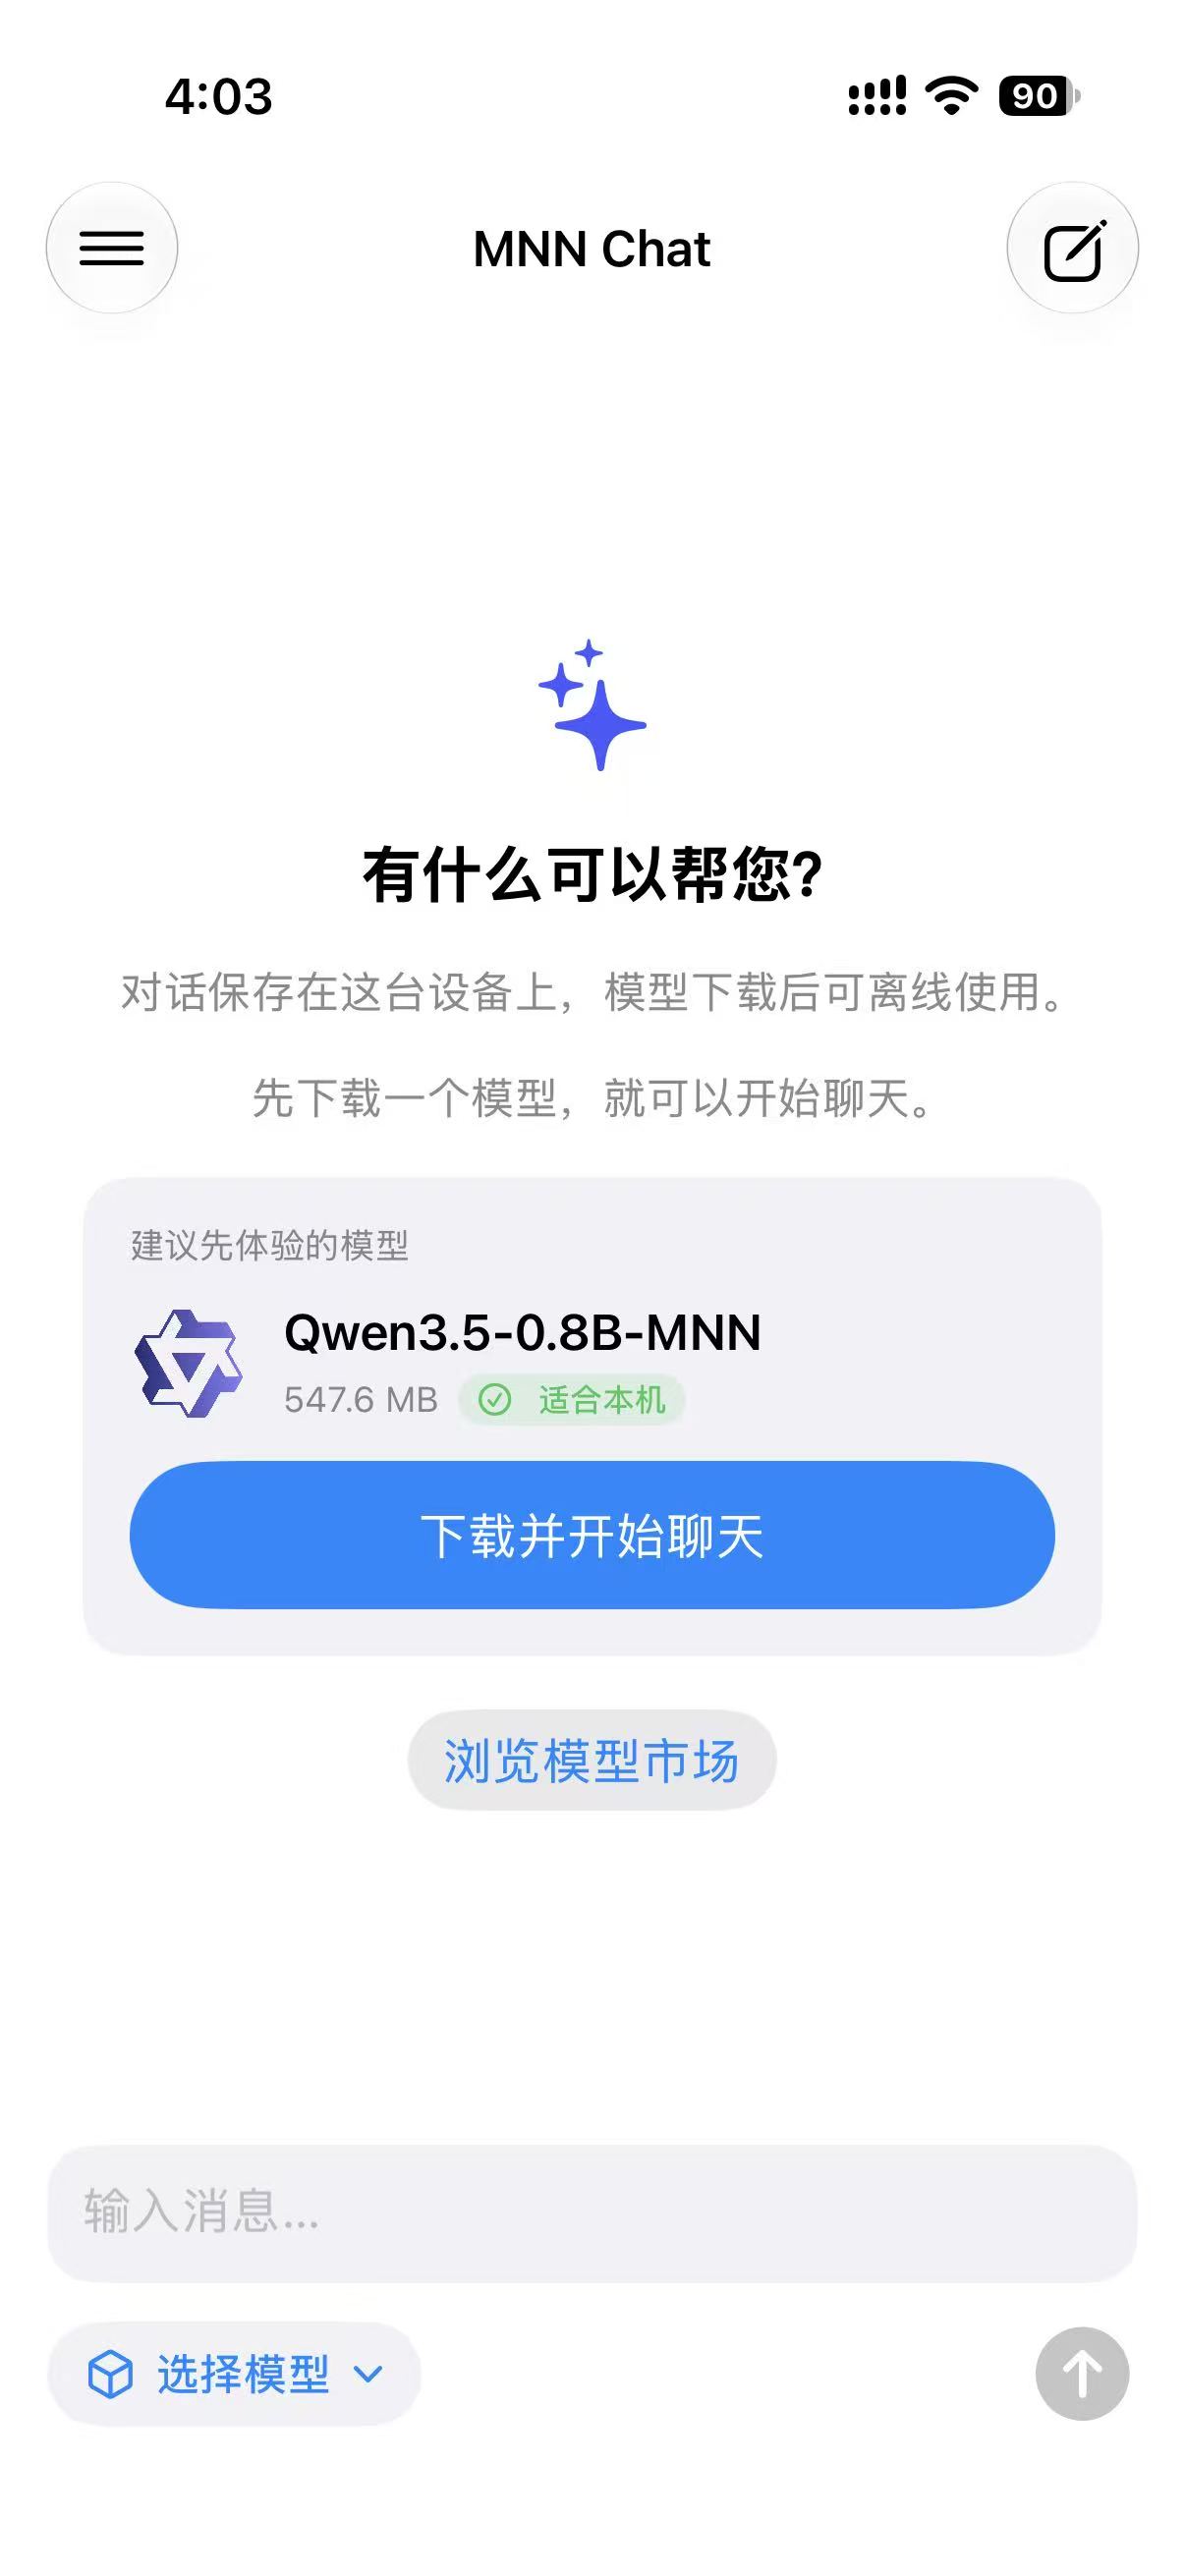 4:03
90
MNN Chat
有什么可以帮您?
对话保存在这台设备上，模型下载后可离线使用。
先下载一个模型，就可以开始聊天。
建议先体验的模型
Qwen3.5-0.8B-MNN
547.6 MB 适合本机
下载并开始聊天
浏览模型市场
输入消息...
选择模型